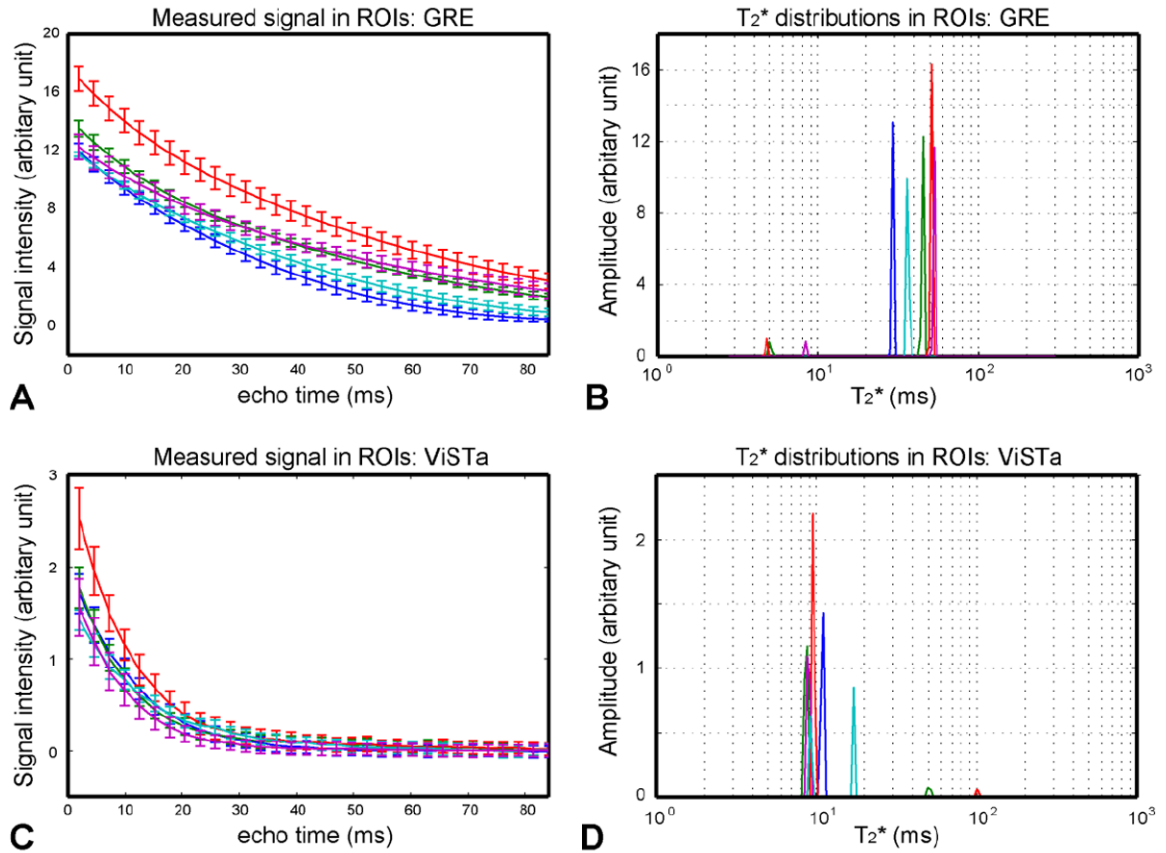 Measured signal in ROIs: GRE
Signal intensity (arbitary unit)
20
16
12
8
4
0
0 10 20 30 40 50 60 70 80
echo time (ms)
A
T2* distributions in ROIs: GRE
Amplitude (arbitary unit)
16
12
8
4
0
10^0 10^1 10^2 10^3
T2* (ms)
B
Measured signal in ROIs: ViSTa
Signal intensity (arbitary unit)
3
2
1
0
0 10 20 30 40 50 60 70 80
echo time (ms)
C
T2* distributions in ROIs: ViSTa
Amplitude (arbitary unit)
2
1
0
10^0 10^1 10^2 10^3
T2* (ms)
D